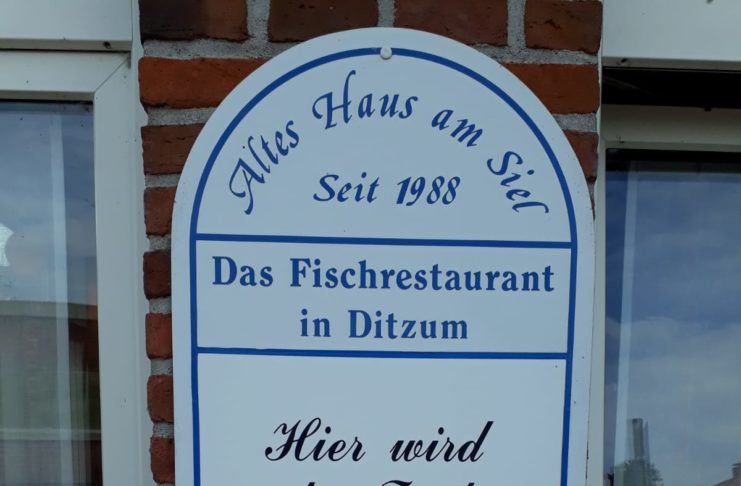 Altes Haus am Siel
Seit 1988
Das Fischrestaurant
in Ditzum
Hier wird